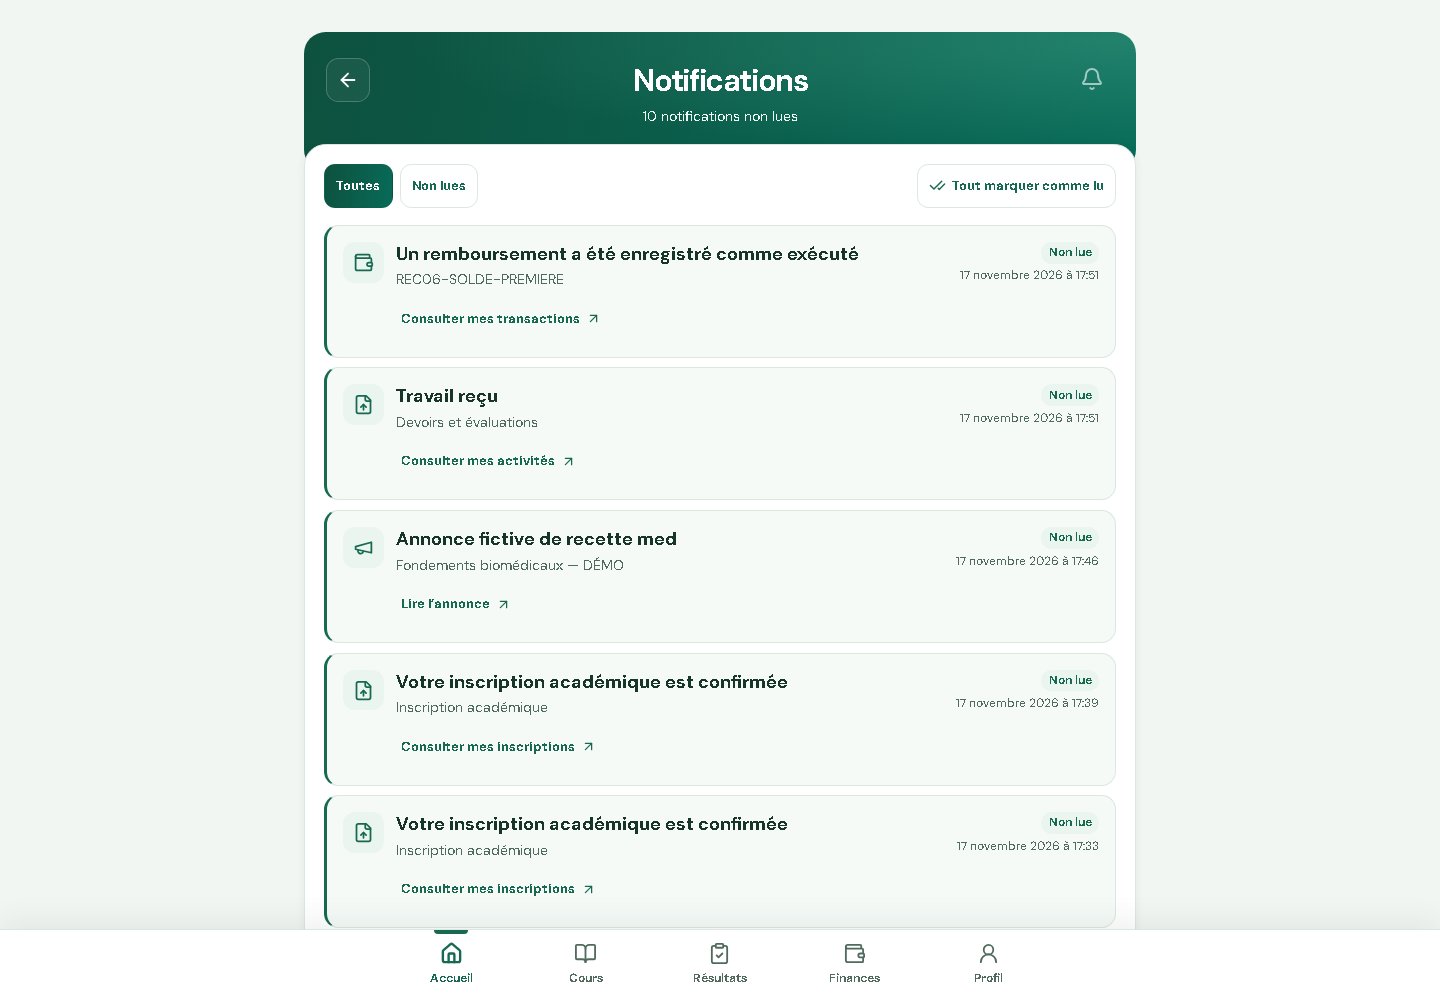 Notifications
10 notifications non lues
Toutes
Non lues
Tout marquer comme lu
Un remboursement a été enregistré comme exécuté
Non lue
REC06-SOLDE-PREMIERE
17 novembre 2026 à 17:51
Consulter mes transactions
Travail reçu
Non lue
Devoirs et évaluations
17 novembre 2026 à 17:51
Consulter mes activités
Annonce fictive de recette med
Non lue
Fondements biomédicaux — DÉMO
17 novembre 2026 à 17:46
Lire l'annonce
Votre inscription académique est confirmée
Non lue
Inscription académique
17 novembre 2026 à 17:39
Consulter mes inscriptions
Votre inscription académique est confirmée
Non lue
Inscription académique
17 novembre 2026 à 17:33
Consulter mes inscriptions
Accueil
Cours
Résultats
Finances
Profil